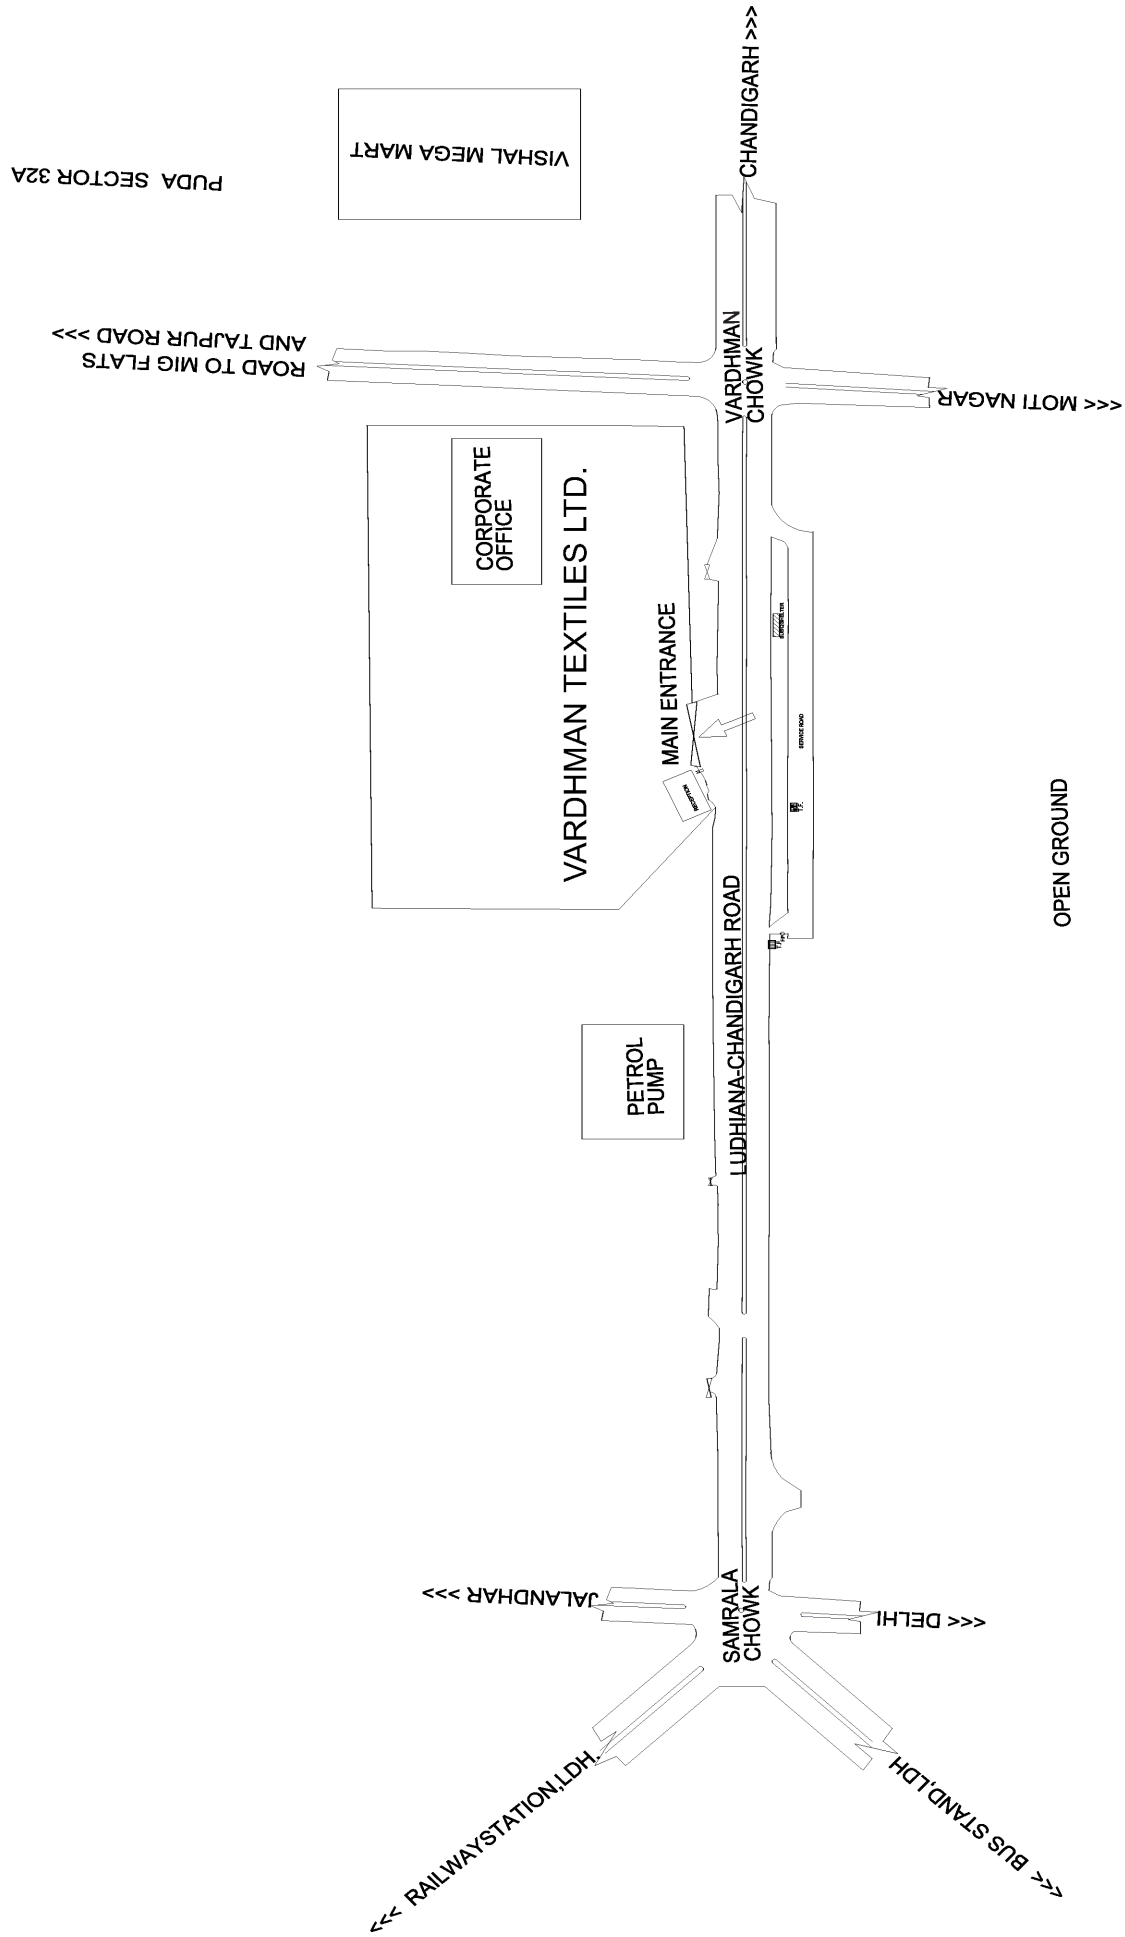 CHANDIGARH >>>
VISHAL MEGA MART
PUDA SECTOR 32A
ROAD TO MIG FLATS
AND TAJPUR ROAD >>>
VARDHMAN
CHOWK
<<< MOTI NAGAR
CORPORATE
OFFICE
VARDHMAN TEXTILES LTD.
MAIN ENTRANCE
RECEPTION
SERVICE ROAD
T.F.
OPEN GROUND
LUDHIANA-CHANDIGARH ROAD
PETROL
PUMP
JALANDHAR >>>
SAMRALA
CHOWK
<<< DELHI
<<< RAILWAYSTATION,LDH.
<<< BUS STAND,LDH